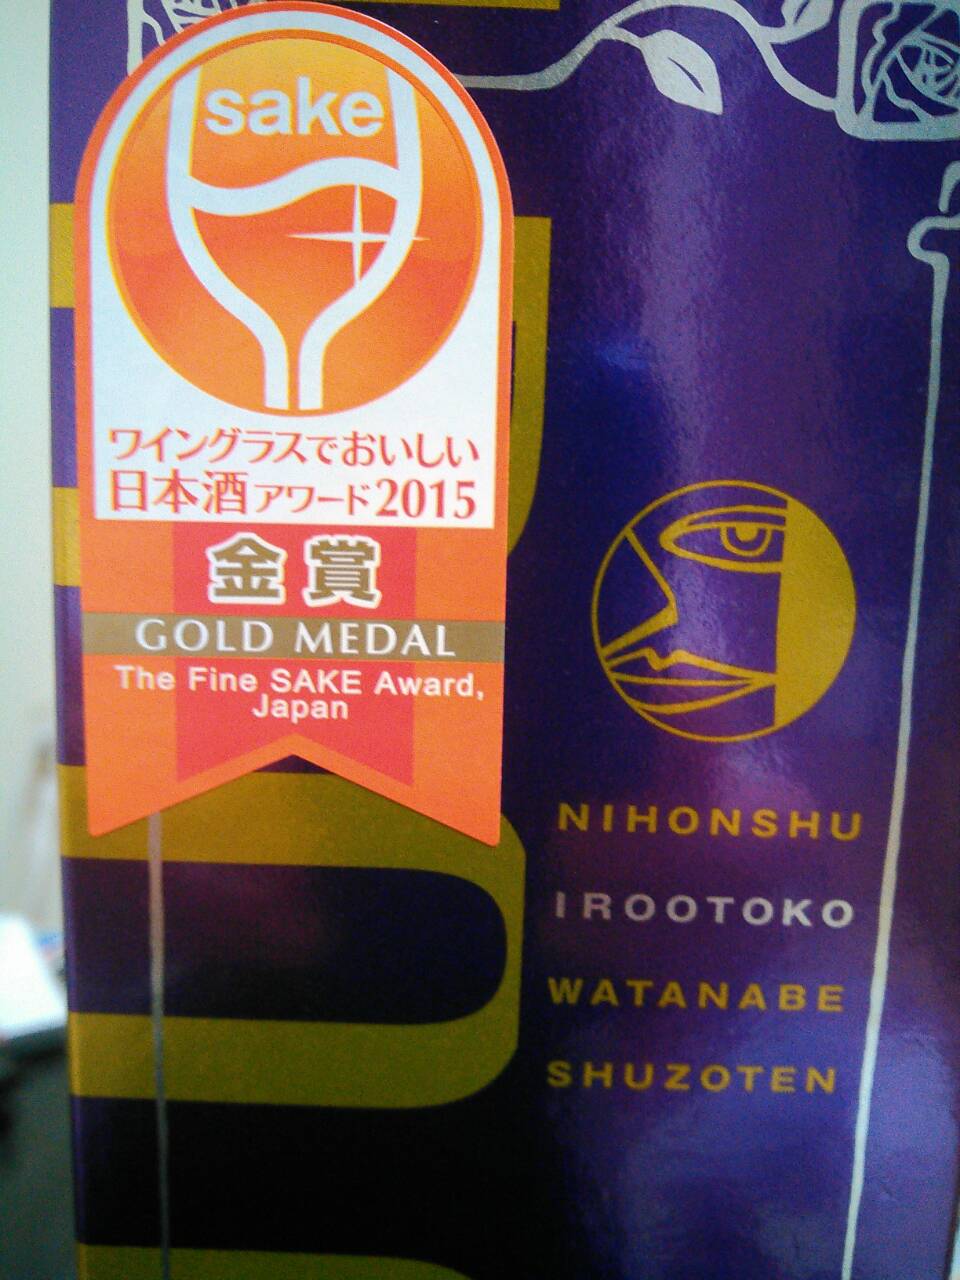 sake
ワイングラスでおいしい
日本酒アワード2015
金賞
GOLD MEDAL
The Fine SAKE Award,
Japan
NIHONSHU
IROOTOKO
WATANABE
SHUZOTEN